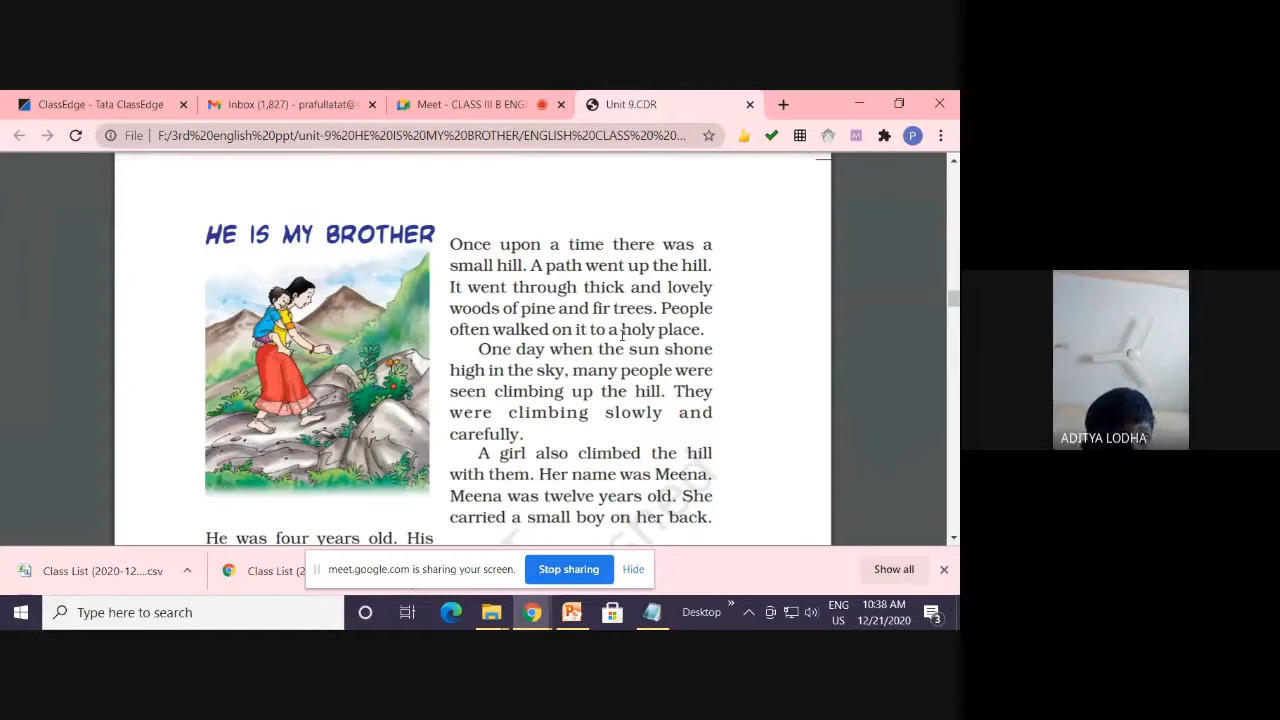 ClassEdge - Tata ClassEdge
Inbox (1,827) - prafullatat@s
Meet - CLASS III B ENG
Unit 9.CDR
File F:/3rd%20english%20ppt/unit-9%20HE%20IS%20MY%20BROTHER/ENGLISH%20CLASS%20%20...
P
HE IS MY BROTHER
He was four years old. His
Once upon a time there was a
small hill. A path went up the hill.
It went through thick and lovely
woods of pine and fir trees. People
often walked on it to a holy place.
One day when the sun shone
high in the sky, many people were
seen climbing up the hill. They
were climbing slowly and
carefully.
A girl also climbed the hill
with them. Her name was Meena.
Meena was twelve years old. She
carried a small boy on her back.
ADITYA LODHA
Class List (2020-12....csv
Class List (2
meet.google.com is sharing your screen.
Stop sharing
Hide
Show all
Type here to search
Desktop
ENG
US
10:38 AM
12/21/2020
3